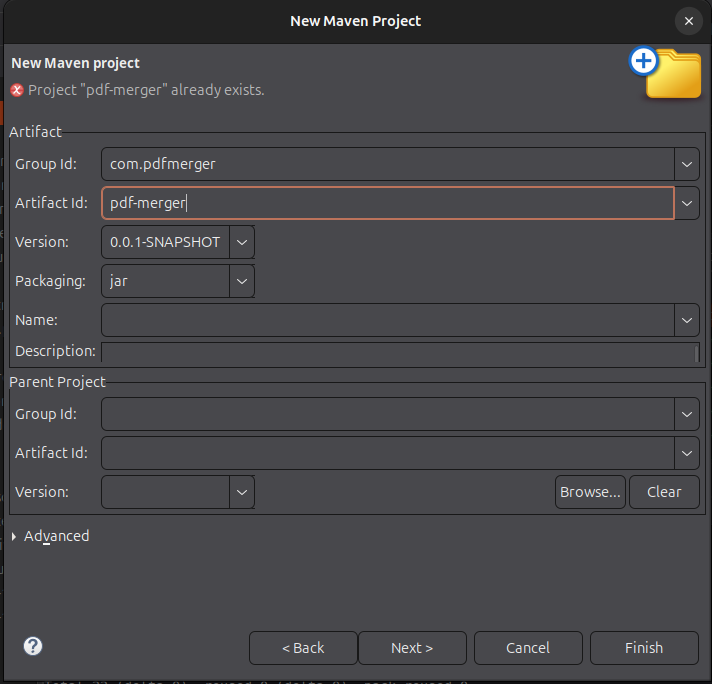 New Maven Project
New Maven project
Project "pdf-merger" already exists.
Artifact
Group Id: com.pdfmerger
Artifact Id: pdf-merger
Version: 0.0.1-SNAPSHOT
Packaging: jar
Name:
Description:
Parent Project
Group Id:
Artifact Id:
Version: Browse... Clear
Advanced
? < Back Next > Cancel Finish